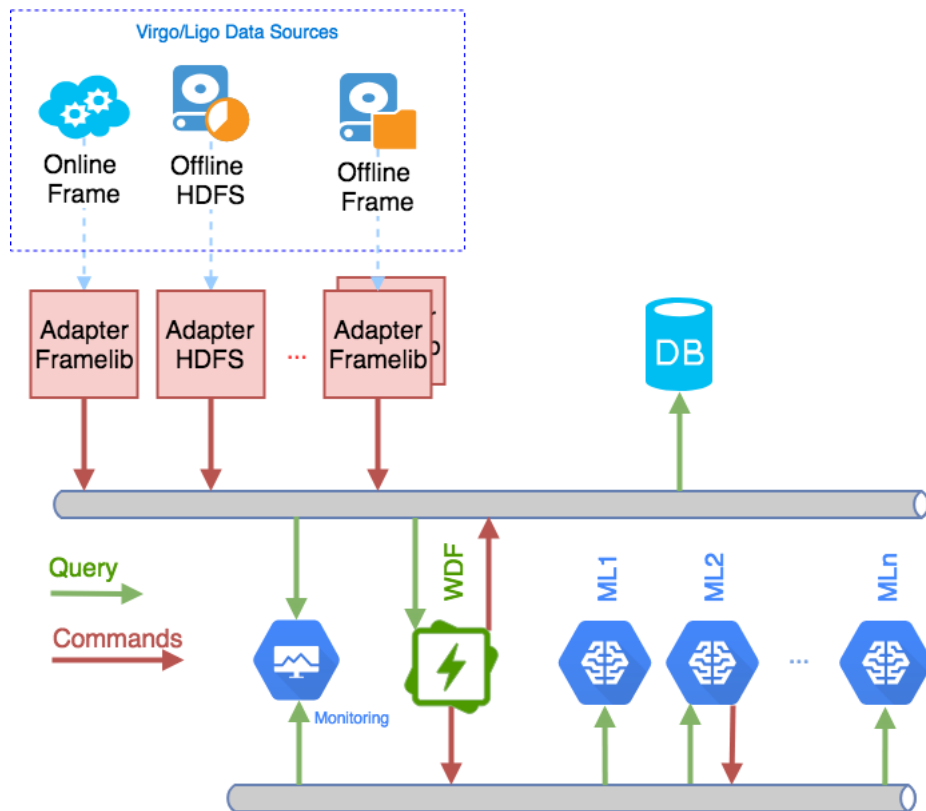 Virgo/Ligo Data Sources
Online
Frame
Offline
HDFS
Offline
Frame
Adapter
Framelib
Adapter
HDFS
...
Adapter
Framelib
DB
Query
Commands
WDF
ML1
ML2
MLn
...
Monitoring